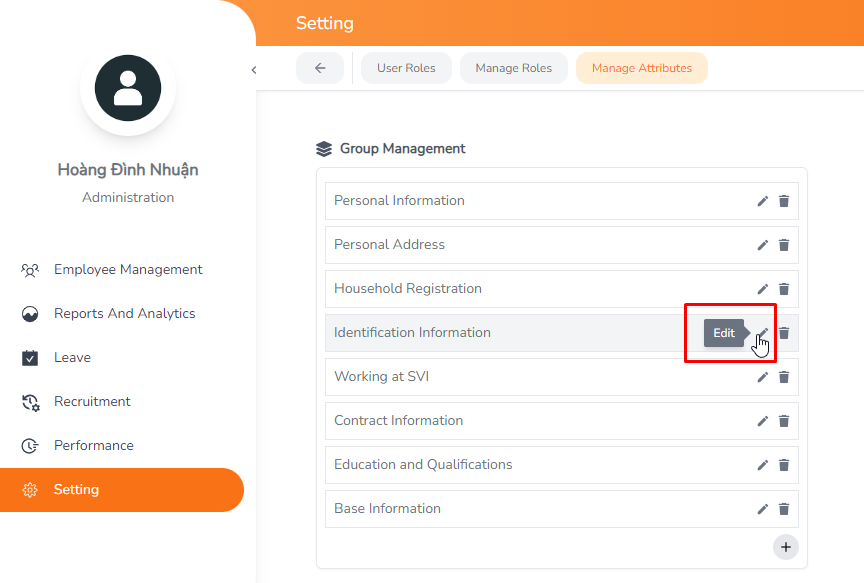 Setting
User Roles
Manage Roles
Manage Attributes
Hoàng Đình Nhuận
Administration
Employee Management
Reports And Analytics
Leave
Recruitment
Performance
Setting
Group Management
Personal Information
Personal Address
Household Registration
Identification Information
Edit
Working at SVI
Contract Information
Education and Qualifications
Base Information